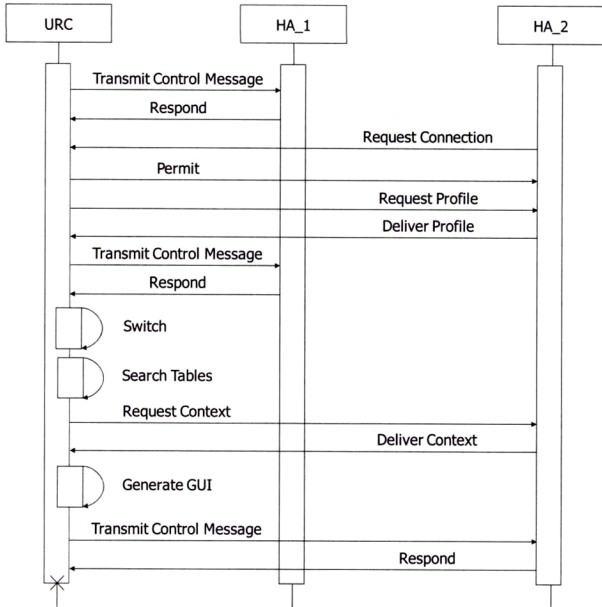 URC
HA_1
HA_2
Transmit Control Message
Respond
Request Connection
Permit
Request Profile
Deliver Profile
Transmit Control Message
Respond
Switch
Search Tables
Request Context
Deliver Context
Generate GUI
Transmit Control Message
Respond